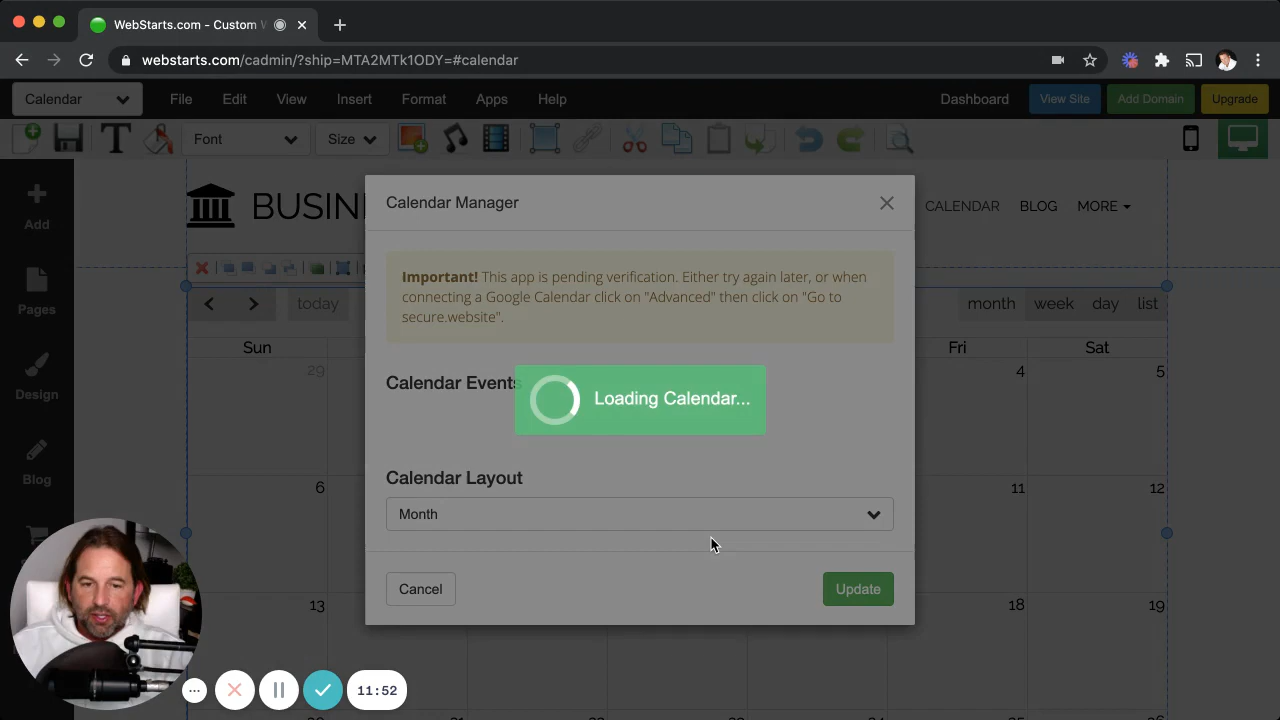 WebStarts.com - Custom W
webstarts.com/cadmin/?ship=MTA2MTk1ODY=#calendar
Calendar
File
Edit
View
Insert
Format
Apps
Help
Dashboard
View Site
Add Domain
Upgrade
Font
Size
Add
Pages
Design
Blog
BUSIN
CALENDAR
BLOG
MORE
today
month
week
day
list
Sun
Fri
Sat
29
4
5
6
11
12
13
18
19
Calendar Manager
Important! This app is pending verification. Either try again later, or when
connecting a Google Calendar click on "Advanced" then click on "Go to
secure.website".
Calendar Events
Loading Calendar...
Calendar Layout
Month
Cancel
Update
11:52